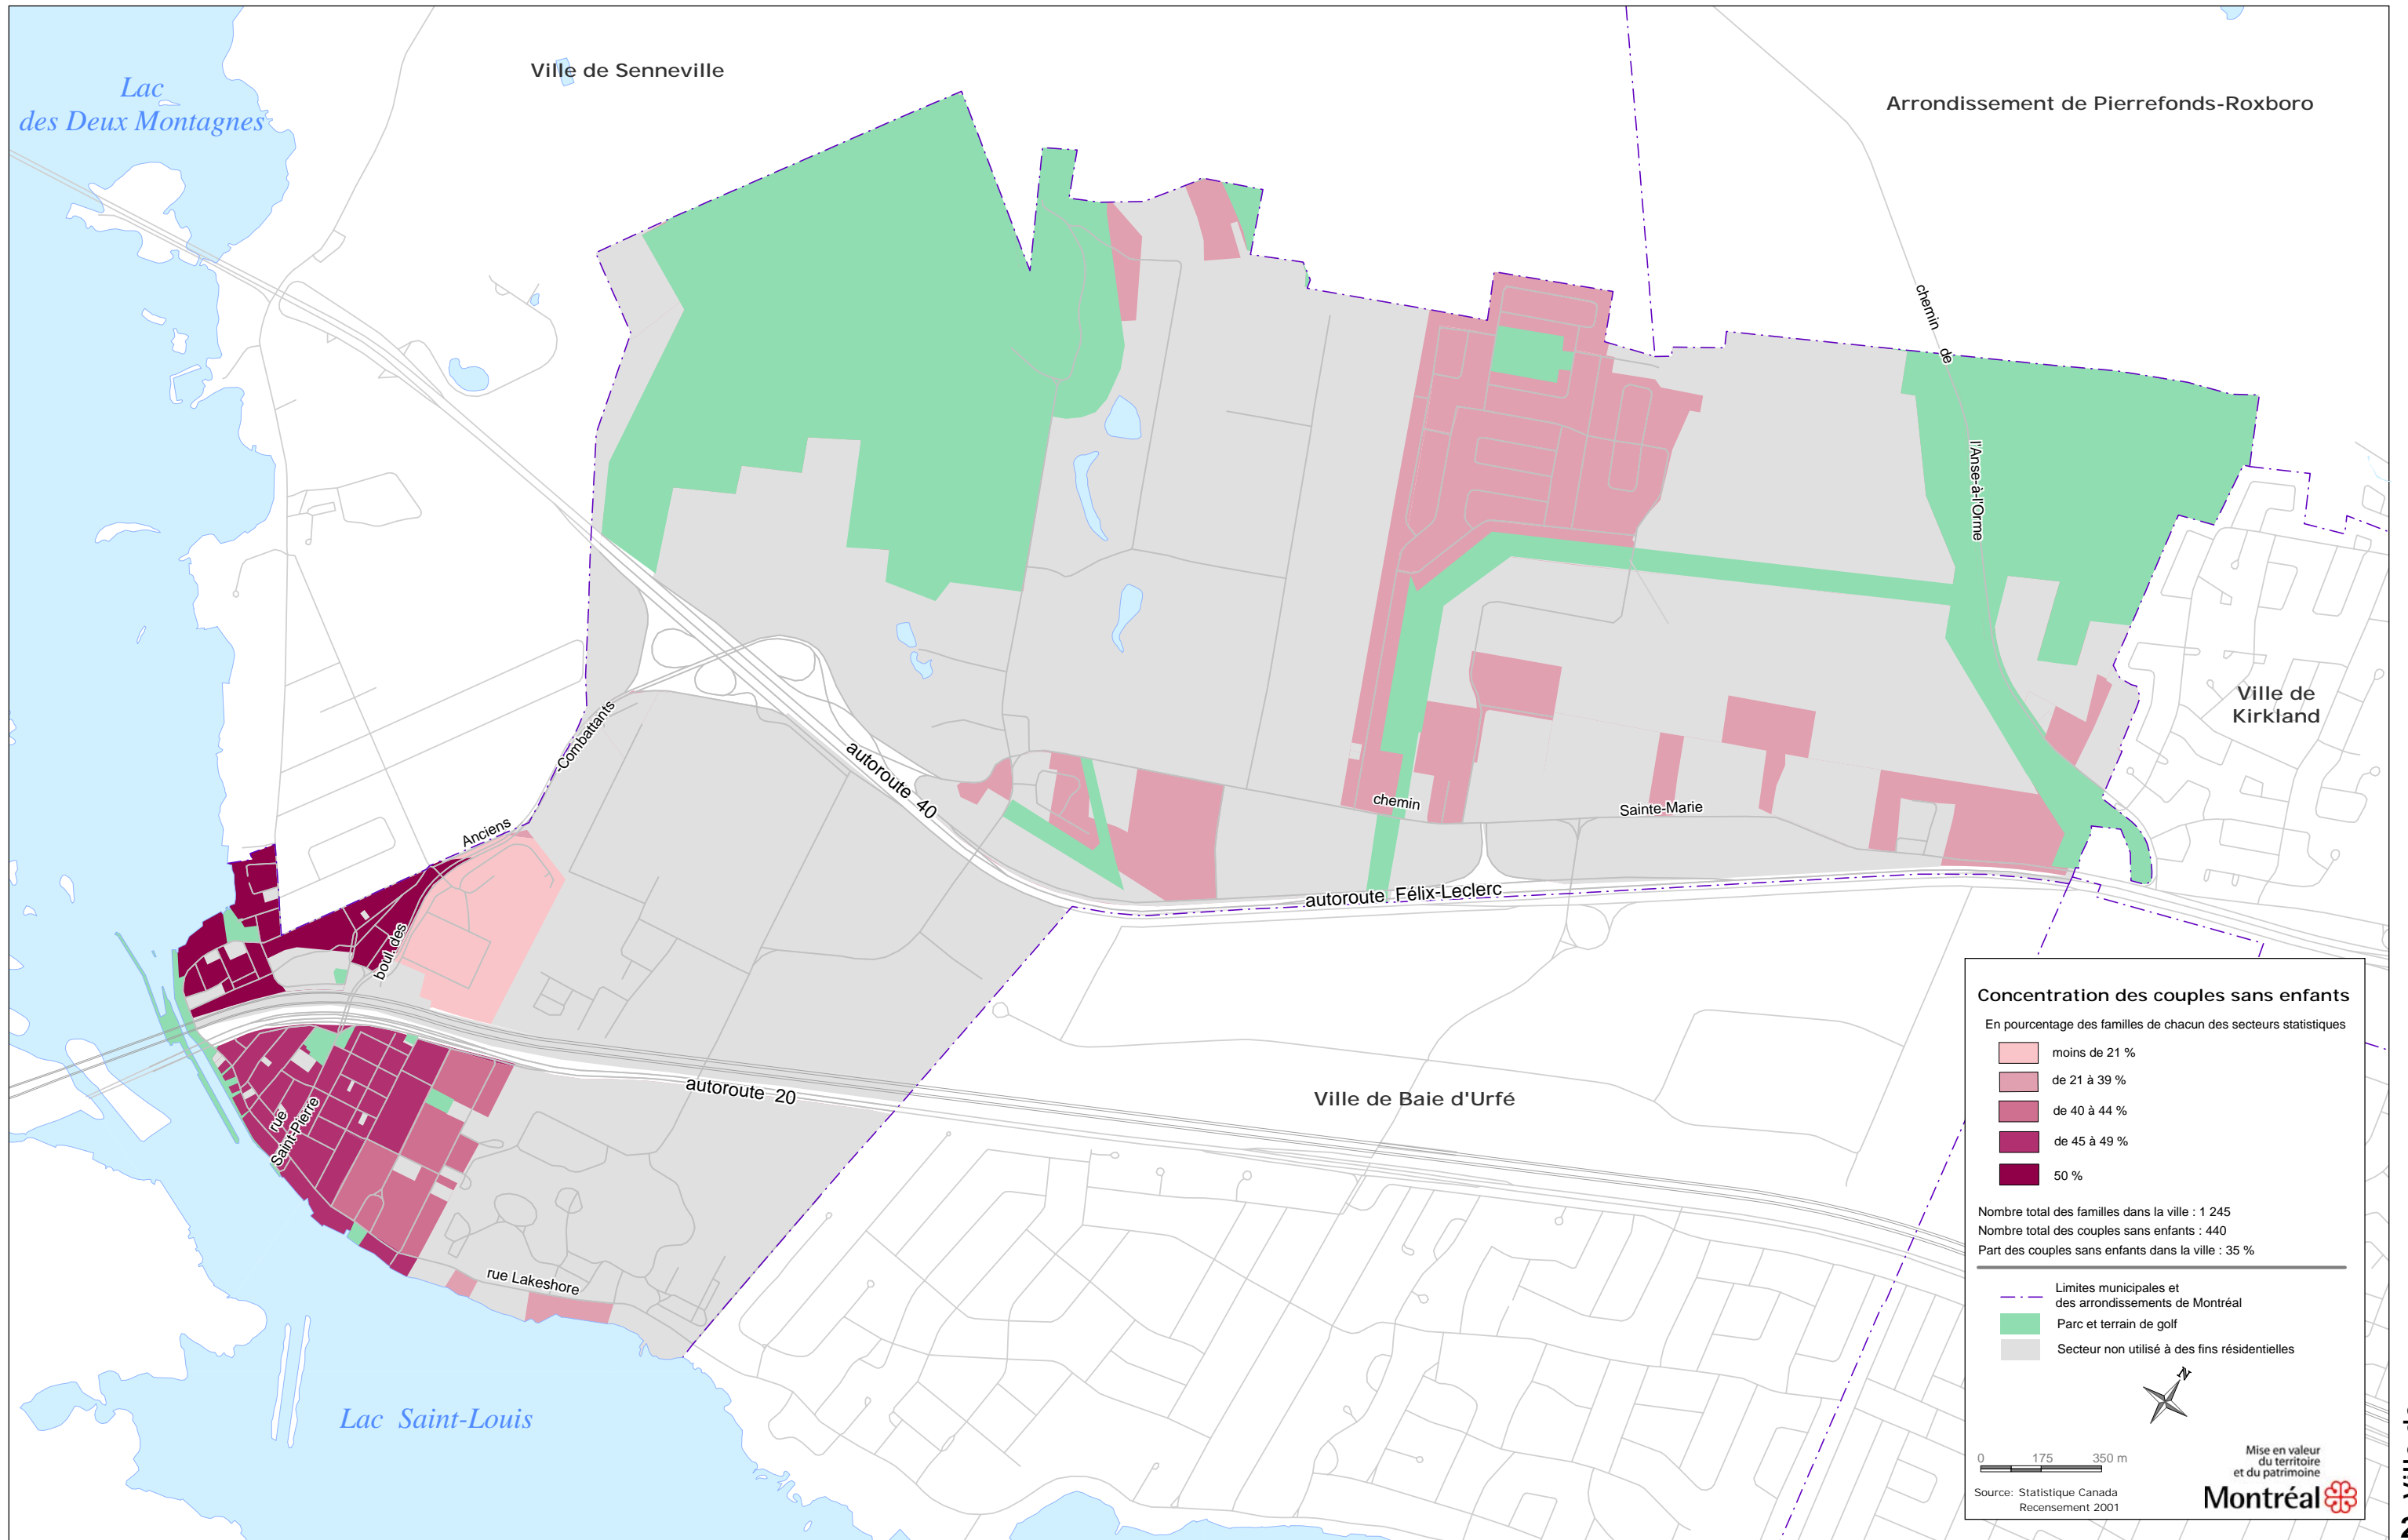 Lac
des Deux Montagnes
Ville de Senneville
Arrondissement de Pierrefonds-Roxboro
chemin
de
l'Anse-à-l'Orme
Ville de
Kirkland
-Combattants
Anciens
boul. des
autoroute 40
chemin
Sainte-Marie
autoroute Félix-Leclerc
autoroute 20
rue
Saint-Pierre
rue Lakeshore
Ville de Baie d'Urfé
Lac Saint-Louis
Concentration des couples sans enfants
En pourcentage des familles de chacun des secteurs statistiques
moins de 21 %
de 21 à 39 %
de 40 à 44 %
de 45 à 49 %
50 %
Nombre total des familles dans la ville : 1 245
Nombre total des couples sans enfants : 440
Part des couples sans enfants dans la ville : 35 %
Limites municipales et
des arrondissements de Montréal
Parc et terrain de golf
Secteur non utilisé à des fins résidentielles
N
0 175 350 m
Source: Statistique Canada
Recensement 2001
Mise en valeur
du territoire
et du patrimoine
Montréal